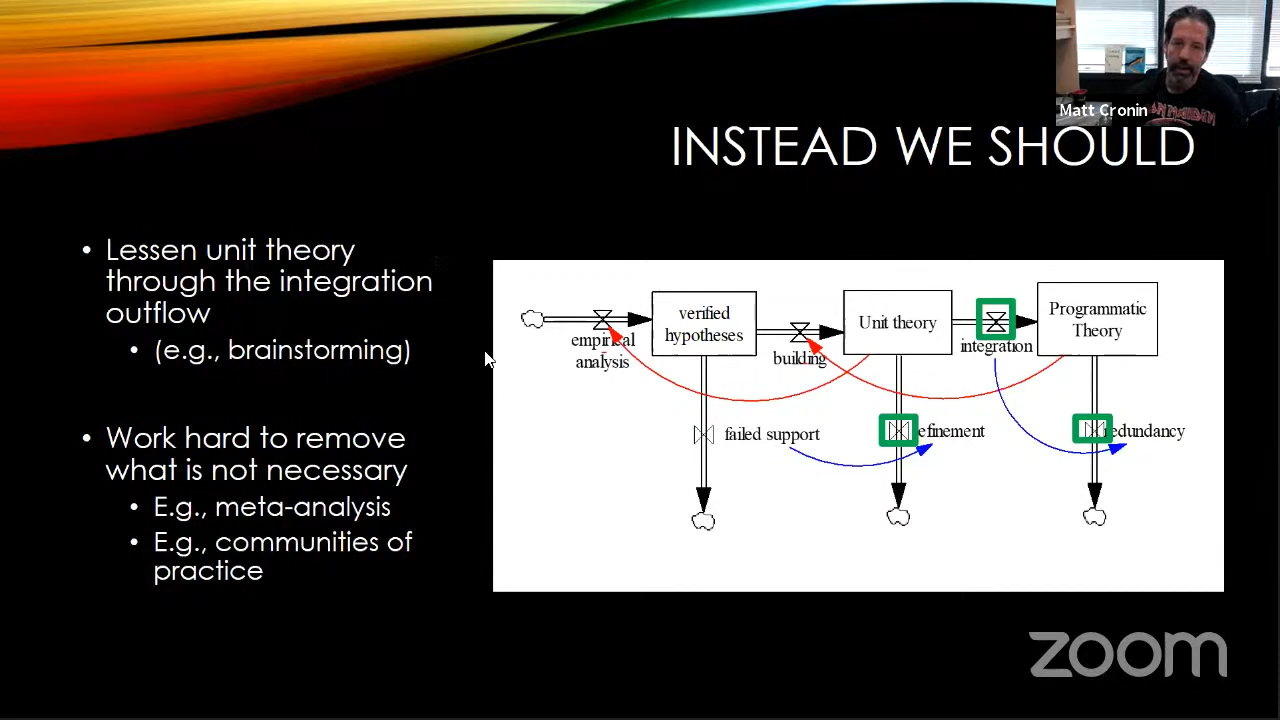 Matt Cronin
INSTEAD WE SHOULD
• Lessen unit theory
through the integration
outflow
• (e.g., brainstorming)
• Work hard to remove
what is not necessary
• E.g., meta-analysis
• E.g., communities of
practice
empirical
analysis
verified
hypotheses
building
Unit theory
integration
Programmatic
Theory
failed support
refinement
redundancy
zoom